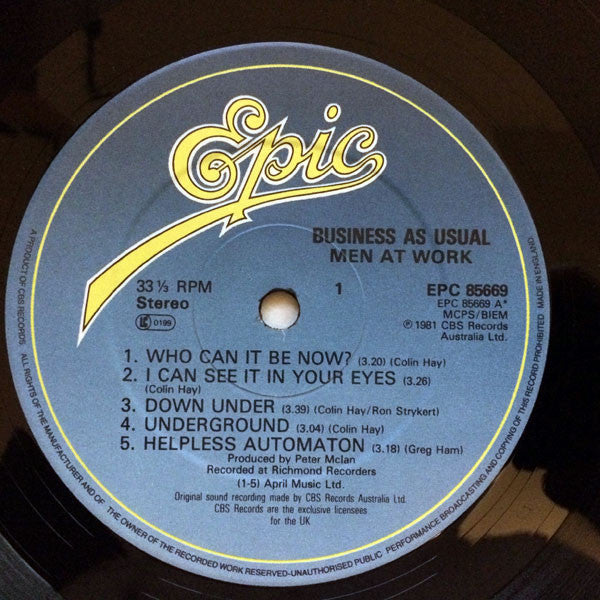 Epic
BUSINESS AS USUAL
MEN AT WORK
33⅓ RPM
Stereo
LC 0199
1
EPC 85669
EPC 85669 A*
MCPS/BIEM
℗ 1981 CBS Records
Australia Ltd.
1. WHO CAN IT BE NOW? (3.20) (Colin Hay)
2. I CAN SEE IT IN YOUR EYES (3.26)
(Colin Hay)
3. DOWN UNDER (3.39) (Colin Hay/Ron Strykert)
4. UNDERGROUND (3.04) (Colin Hay)
5. HELPLESS AUTOMATON (3.18) (Greg Ham)
Produced by Peter McIan
Recorded at Richmond Recorders
(1-5) April Music Ltd.
Original sound recording made by CBS Records Australia Ltd.
CBS Records are the exclusive licensees
for the UK
A PRODUCT OF CBS RECORDS. ALL RIGHTS OF THE MANUFACTURER AND OF THE OWNER OF THE RECORDED WORK RESERVED-UNAUTHORISED PUBLIC PERFORMANCE BROADCASTING AND COPYING OF THIS RECORD PROHIBITED MADE IN ENGLAND